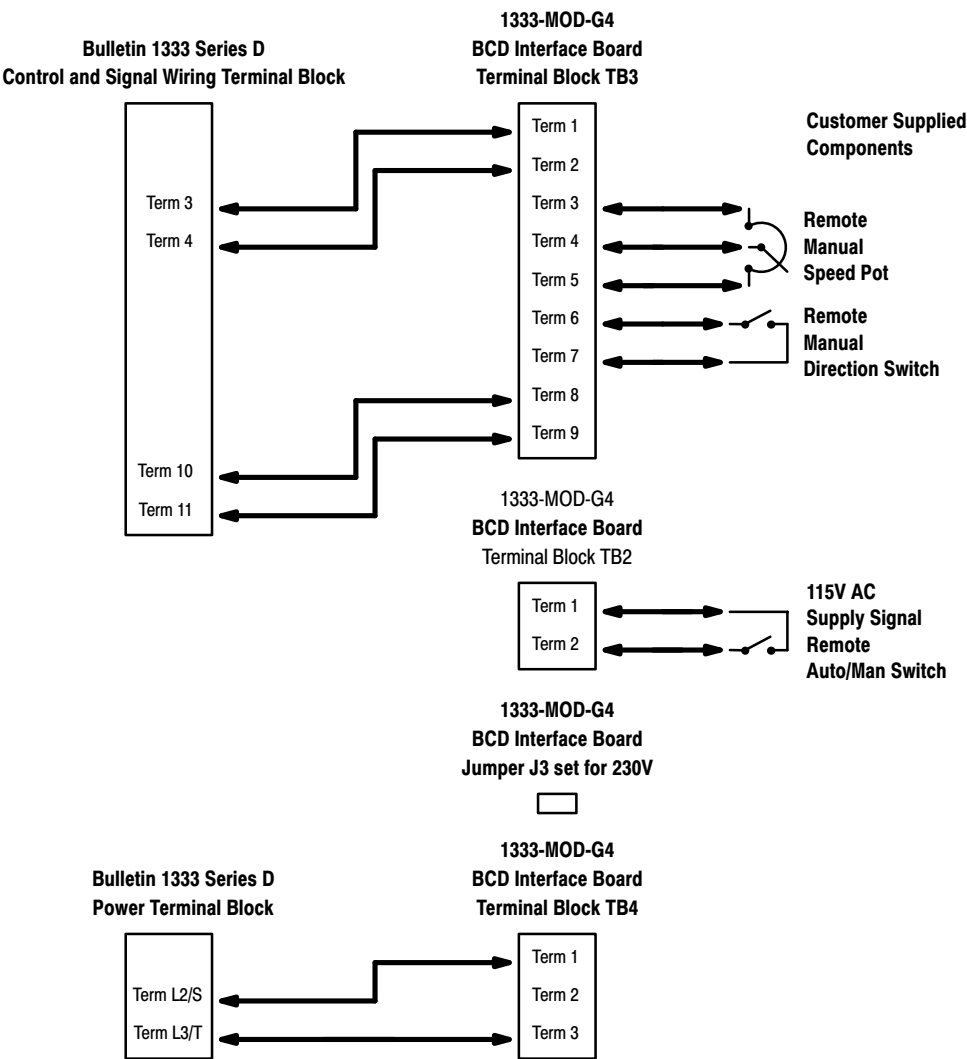 Bulletin 1333 Series D
Control and Signal Wiring Terminal Block
Term 3
Term 4
Term 10
Term 11
1333-MOD-G4
BCD Interface Board
Terminal Block TB3
Term 1
Term 2
Term 3
Term 4
Term 5
Term 6
Term 7
Term 8
Term 9
Customer Supplied
Components
Remote
Manual
Speed Pot
Remote
Manual
Direction Switch
1333-MOD-G4
BCD Interface Board
Terminal Block TB2
Term 1
Term 2
115V AC
Supply Signal
Remote
Auto/Man Switch
1333-MOD-G4
BCD Interface Board
Jumper J3 set for 230V
Bulletin 1333 Series D
Power Terminal Block
Term L2/S
Term L3/T
1333-MOD-G4
BCD Interface Board
Terminal Block TB4
Term 1
Term 2
Term 3